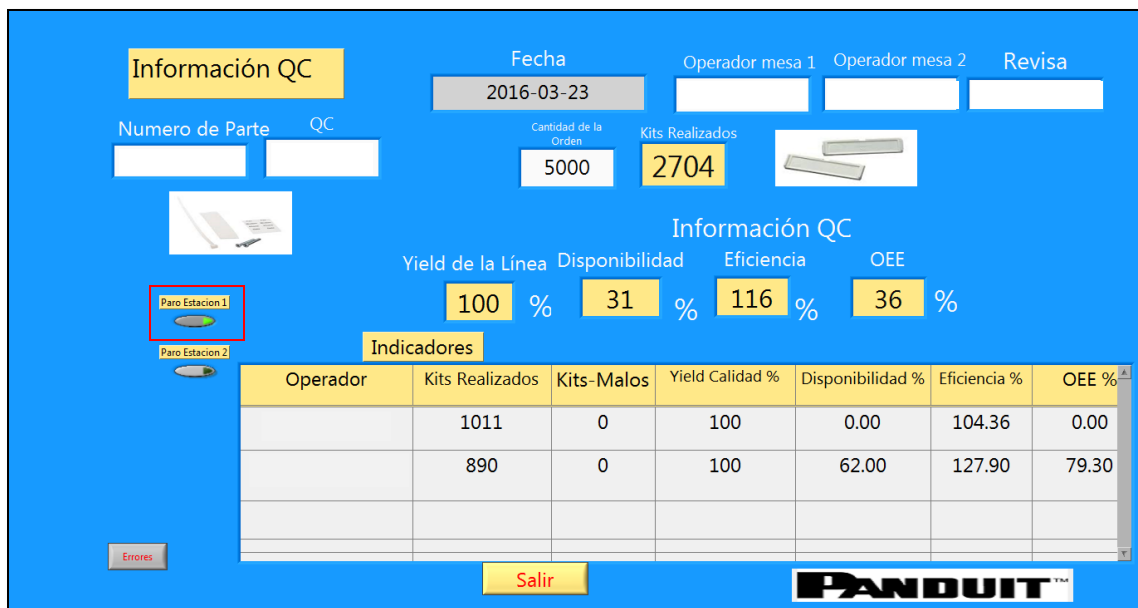 Información QC
Fecha
Operador mesa 1
Operador mesa 2
Revisa
2016-03-23
Numero de Parte
QC
Cantidad de la
Orden
Kits Realizados
5000
2704
Información QC
Yield de la Línea
Disponibilidad
Eficiencia
OEE
100 %
31 %
116 %
36 %
Paro Estacion 1
Paro Estacion 2
Indicadores
Operador Kits Realizados Kits-Malos Yield Calidad % Disponibilidad % Eficiencia % OEE %
1011 0 100 0.00 104.36 0.00
890 0 100 62.00 127.90 79.30
Errores
Salir
PANDUIT™